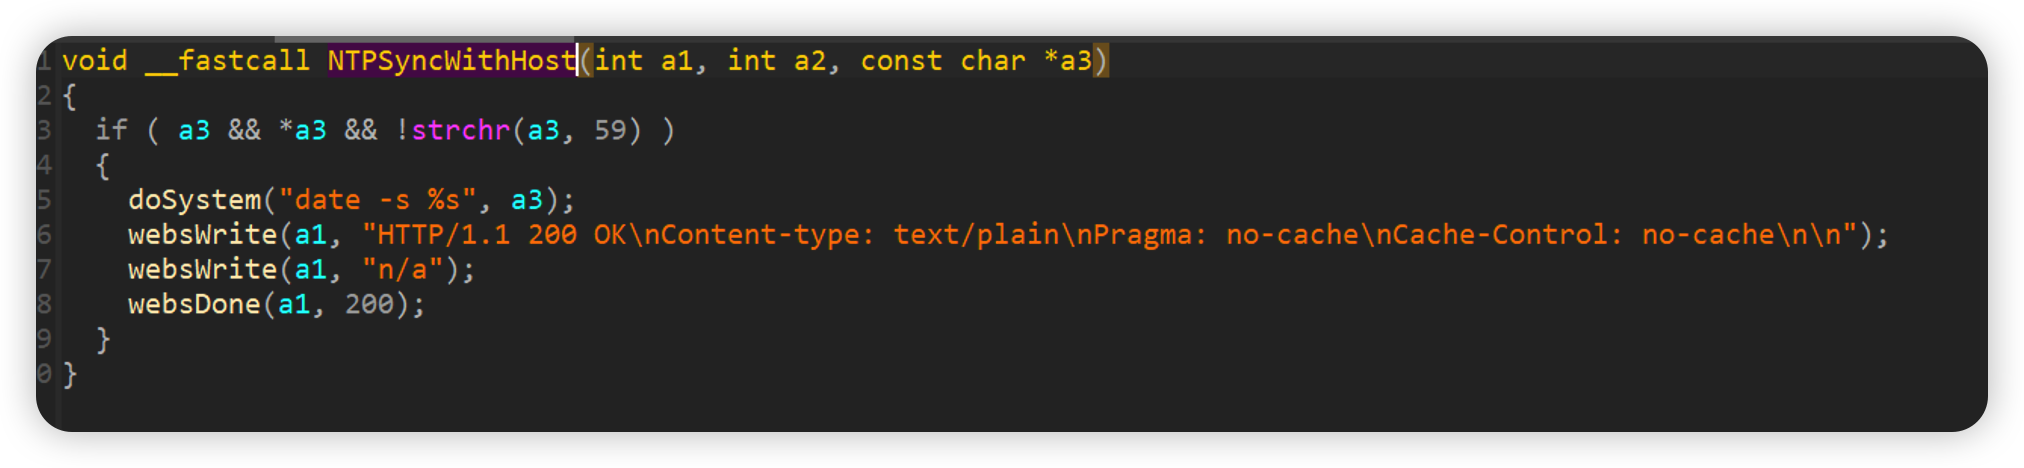 1 void __fastcall NTPSyncWithHost(int a1, int a2, const char *a3)
2 {
3 if ( a3 && *a3 && !strchr(a3, 59) )
4 {
5 doSystem("date -s %s", a3);
6 websWrite(a1, "HTTP/1.1 200 OK\nContent-type: text/plain\nPragma: no-cache\nCache-Control: no-cache\n\n");
7 websWrite(a1, "n/a");
8 websDone(a1, 200);
9 }
0 }